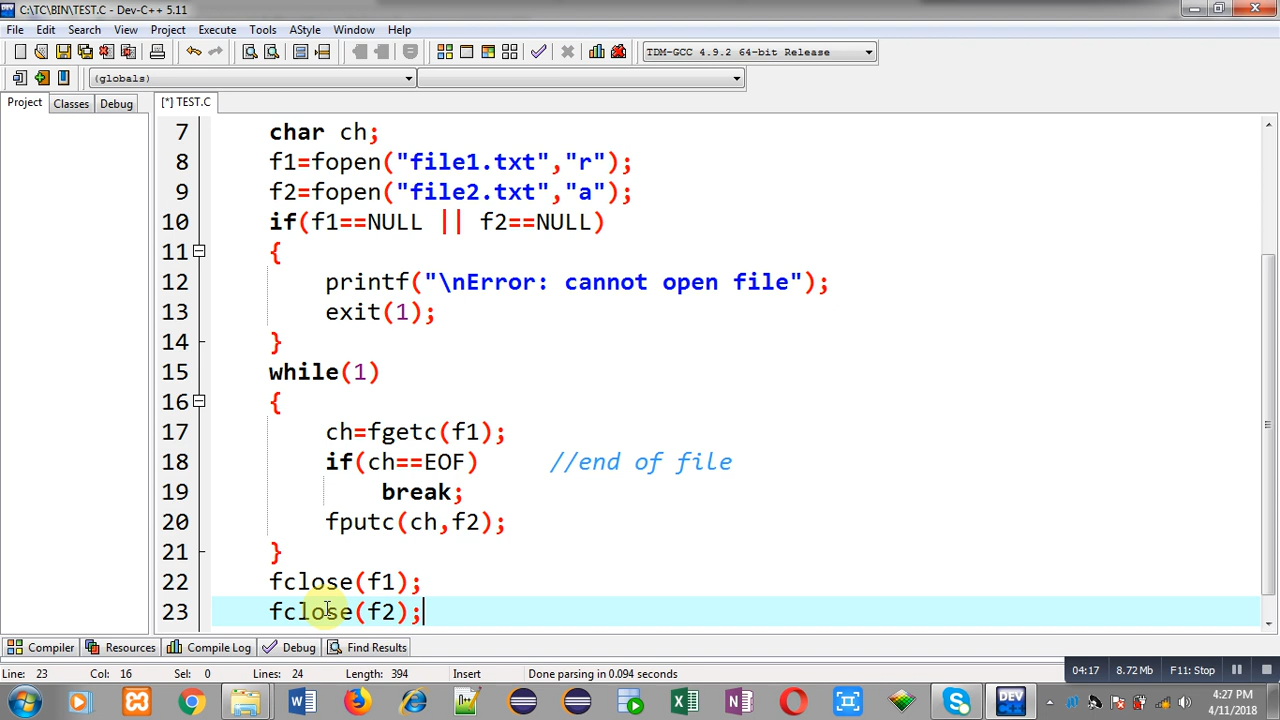 C:\TC\BIN\TEST.C - Dev-C++ 5.11
File Edit Search View Project Execute Tools AStyle Window Help
TDM-GCC 4.9.2 64-bit Release
(globals)
Project Classes Debug [*] TEST.C
7 char ch;
8 f1=fopen("file1.txt","r");
9 f2=fopen("file2.txt","a");
10 if(f1==NULL || f2==NULL)
11 {
12 printf("\nError: cannot open file");
13 exit(1);
14 }
15 while(1)
16 {
17 ch=fgetc(f1);
18 if(ch==EOF) //end of file
19 break;
20 fputc(ch,f2);
21 }
22 fclose(f1);
23 fclose(f2);
Compiler Resources Compile Log Debug Find Results
Line: 23 Col: 16 Sel: 0 Lines: 24 Length: 394 Insert Done parsing in 0.094 seconds
04:17 8.72 Mb F11: Stop
DEV
4:27 PM
4/11/2018